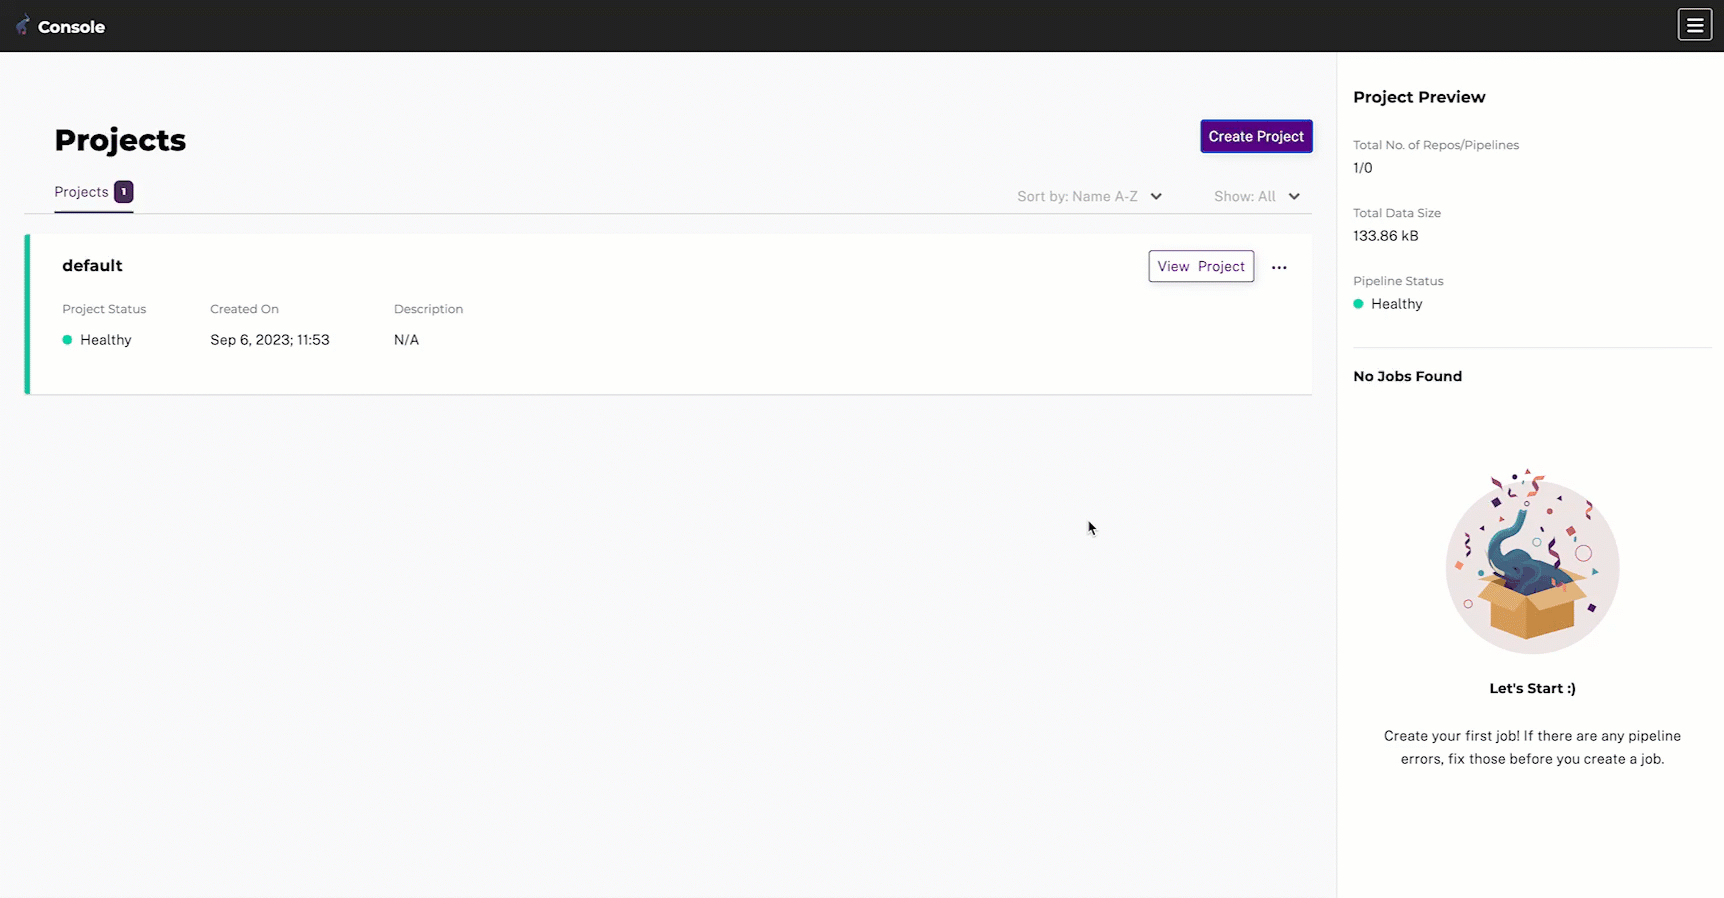 Console
Projects
Create Project
Projects 1
Sort by: Name A-Z
Show: All
default
View Project
Project Status
Created On
Description
Healthy
Sep 6, 2023; 11:53
N/A
Project Preview
Total No. of Repos/Pipelines
1/0
Total Data Size
133.86 kB
Pipeline Status
Healthy
No Jobs Found
Let's Start :)
Create your first job! If there are any pipeline
errors, fix those before you create a job.